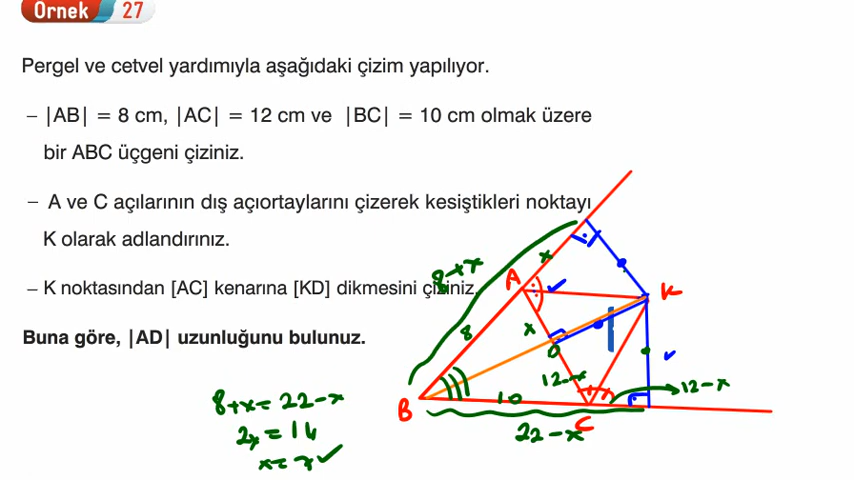 Örnek 27
Pergel ve cetvel yardımıyla aşağıdaki çizim yapılıyor.
– |AB| = 8 cm, |AC| = 12 cm ve |BC| = 10 cm olmak üzere
bir ABC üçgeni çiziniz.
– A ve C açılarının dış açıortaylarını çizerek kesiştikleri noktayı
K olarak adlandırınız.
– K noktasından [AC] kenarına [KD] dikmesini çiziniz.
Buna göre, |AD| uzunluğunu bulunuz.
x
8+x
A
K
8
x
D
12-x
12-x
B
10
C
22-x
8+x=22-x
2x=14
x=7